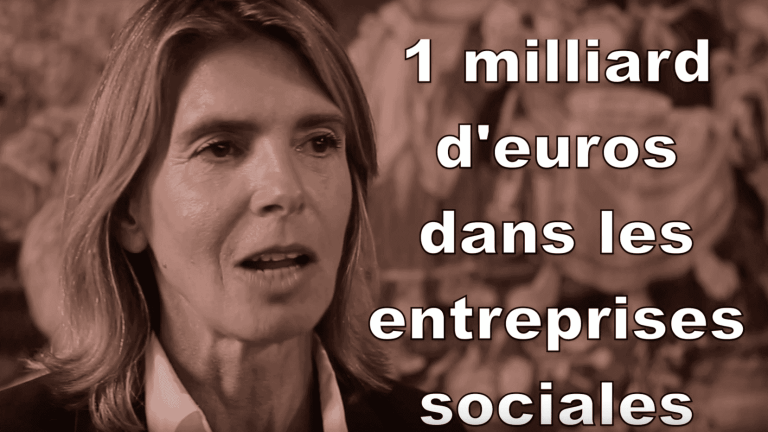 1 milliard
d'euros
dans les
entreprises
sociales